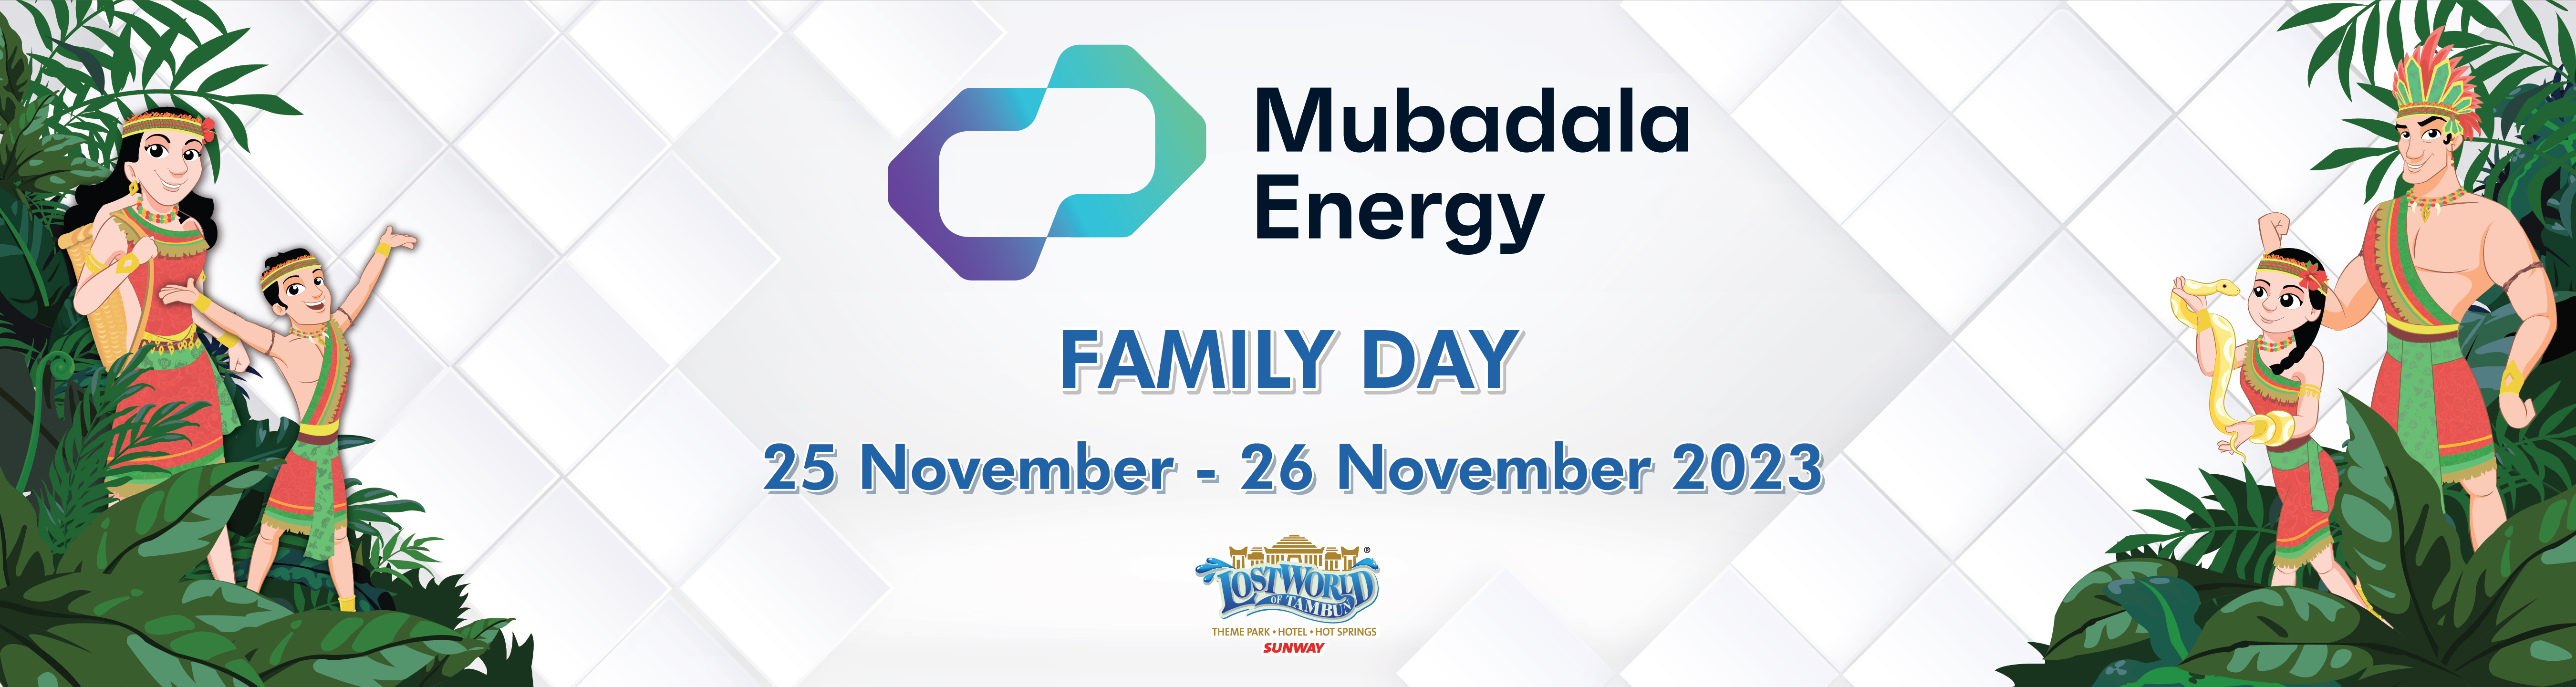 Mubadala
Energy
FAMILY DAY
25 November - 26 November 2023
LOST WORLD
OF TAMBUN
®
THEME PARK • HOTEL • HOT SPRINGS
SUNWAY